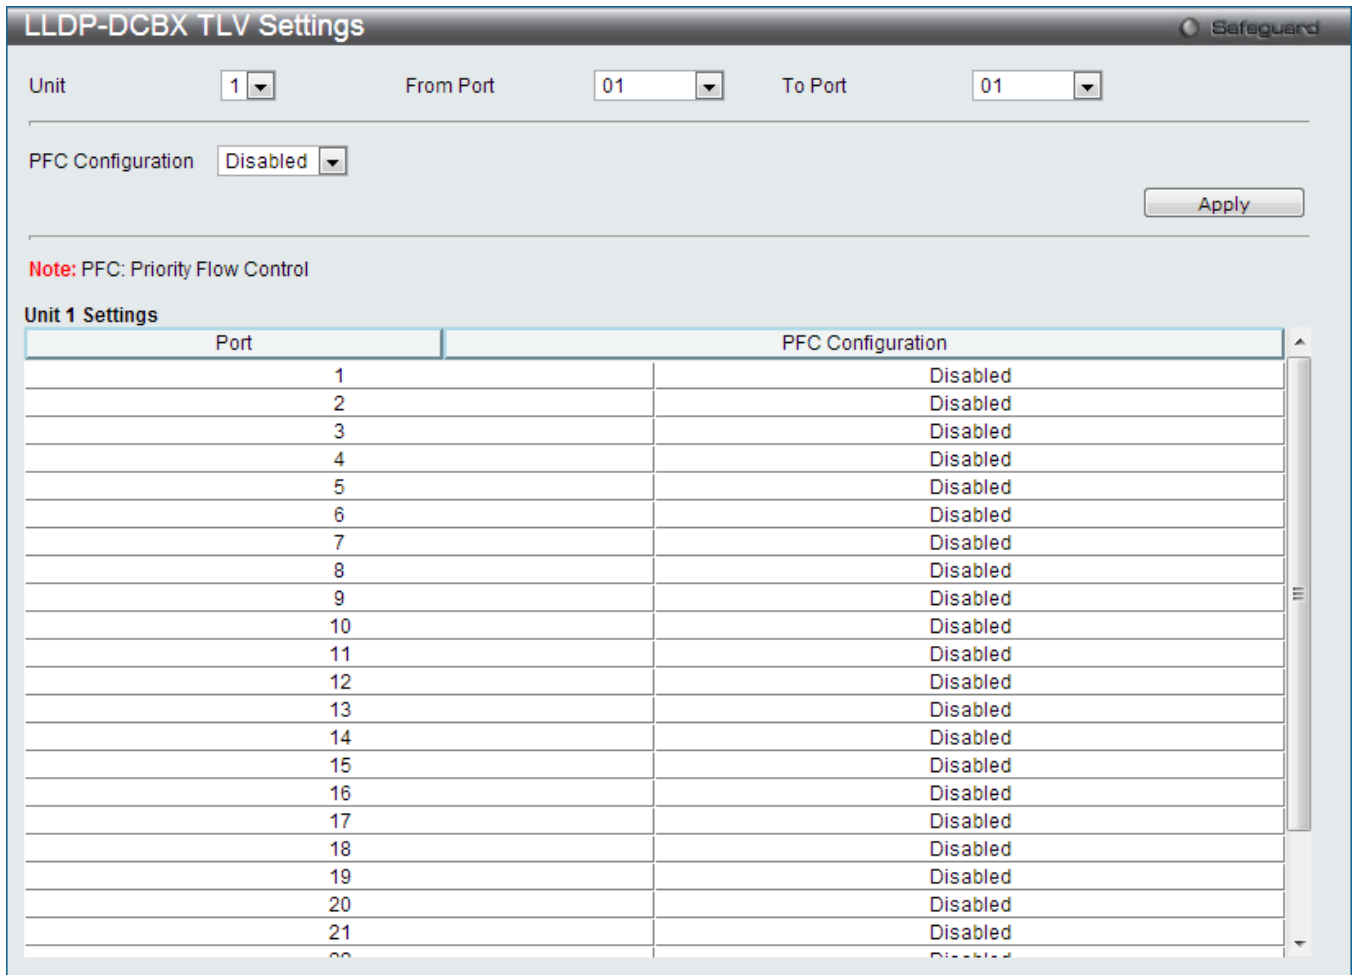 LLDP-DCBX TLV Settings Safeguard
Unit 1 From Port 01 To Port 01
PFC Configuration Disabled
Apply
Note: PFC: Priority Flow Control
Unit 1 Settings
Port PFC Configuration
1 Disabled
2 Disabled
3 Disabled
4 Disabled
5 Disabled
6 Disabled
7 Disabled
8 Disabled
9 Disabled
10 Disabled
11 Disabled
12 Disabled
13 Disabled
14 Disabled
15 Disabled
16 Disabled
17 Disabled
18 Disabled
19 Disabled
20 Disabled
21 Disabled